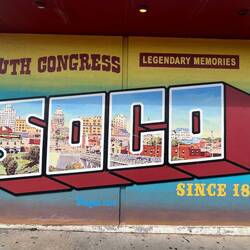 UTH CONGRESS
LEGENDARY MEMORIES
SOCO
SINCE 18